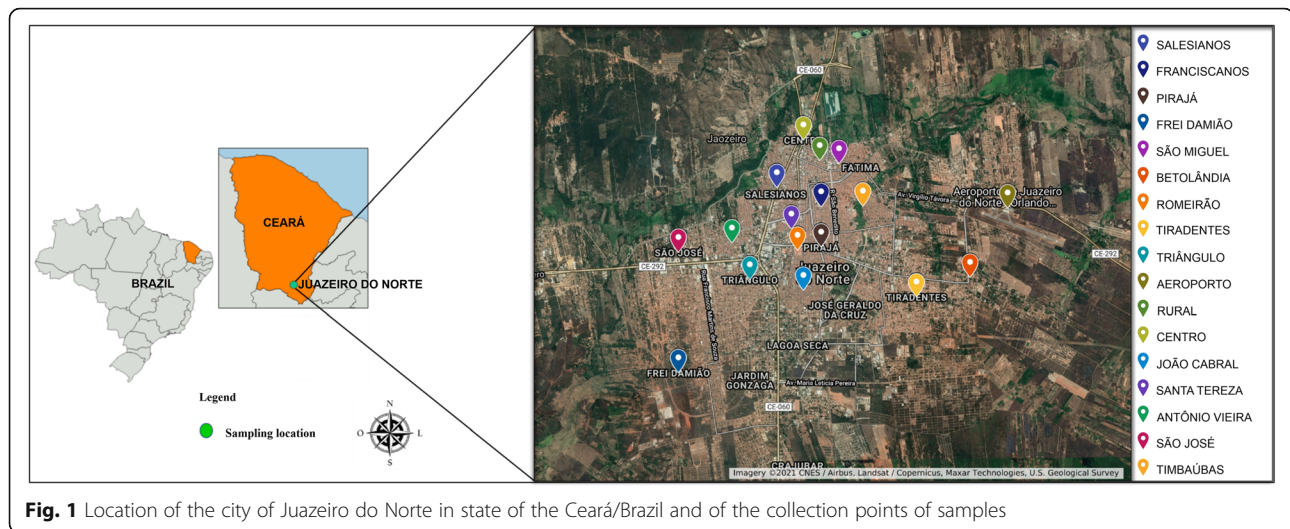 BRAZIL
CEARÁ
JUAZEIRO DO NORTE
Legend
Sampling location
N
O
L
S
CE-060
Jaozeiro
CENTR
FATIMA
SALESIANOS
R. São Benedito
Av. Virgílio Távora
Aeroporto Juazeiro
do Norte - Orlando...
SÃO JOSÉ
CE-292
PIRAJÁ
TRIÂNGULO
Juazeiro
Norte
CE-292
TIRADENTES
JOSÉ GERALDO
DA CRUZ
LAGOA SECA
FREI DAMIÃO
JARDIM
GONZAGA
Av. Maria Letícia Pereira
CE-060
CRAJUBAR
Imagery ©2021 CNES / Airbus, Landsat / Copernicus, Maxar Technologies, U.S. Geological Survey
SALESIANOS
FRANCISCANOS
PIRAJÁ
FREI DAMIÃO
SÃO MIGUEL
BETOLÂNDIA
ROMEIRÃO
TIRADENTES
TRIÂNGULO
AEROPORTO
RURAL
CENTRO
JOÃO CABRAL
SANTA TEREZA
ANTÔNIO VIEIRA
SÃO JOSÉ
TIMBAÚBAS
Fig. 1 Location of the city of Juazeiro do Norte in state of the Ceará/Brazil and of the collection points of samples